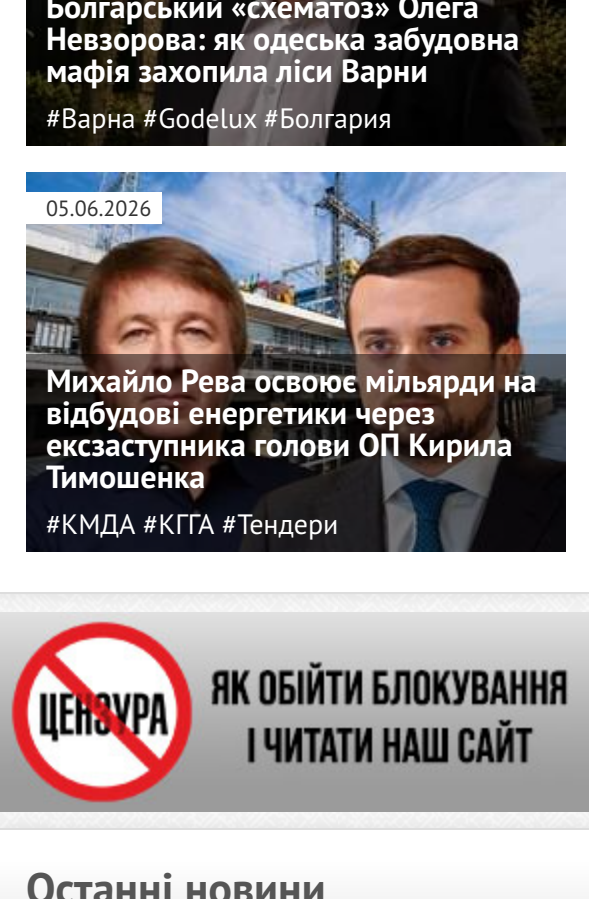 Болгарський «схематоз» Олега
Невзорова: як одеська забудовна
мафія захопила ліси Варни
#Варна #Godelux #Болгария
05.06.2026
Михайло Рева освоює мільярди на
відбудові енергетики через
ексзаступника голови ОП Кирила
Тимошенка
#КМДА #КГГА #Тендери
ЦЕНЗУРА
ЯК ОБІЙТИ БЛОКУВАННЯ
І ЧИТАТИ НАШ САЙТ
Останні новини